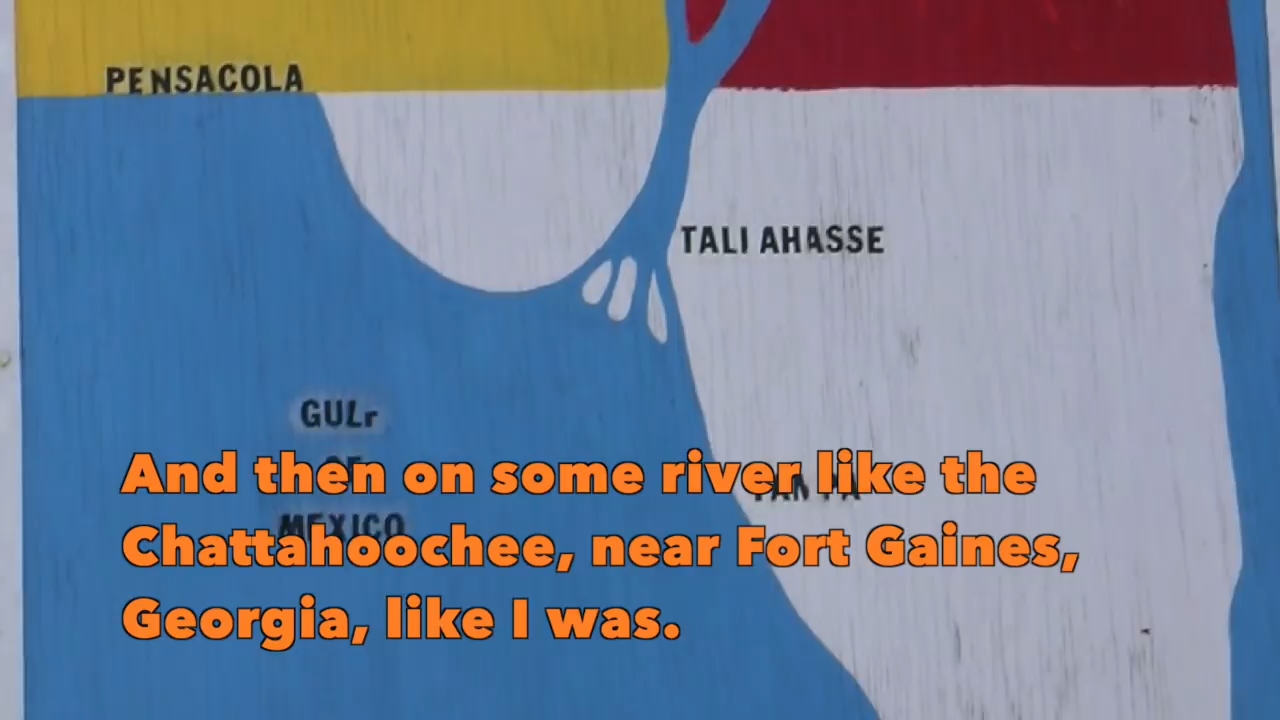 PENSACOLA
TALI AHASSE
GULr
MEXICO
And then on some river like the
Chattahoochee, near Fort Gaines,
Georgia, like I was.